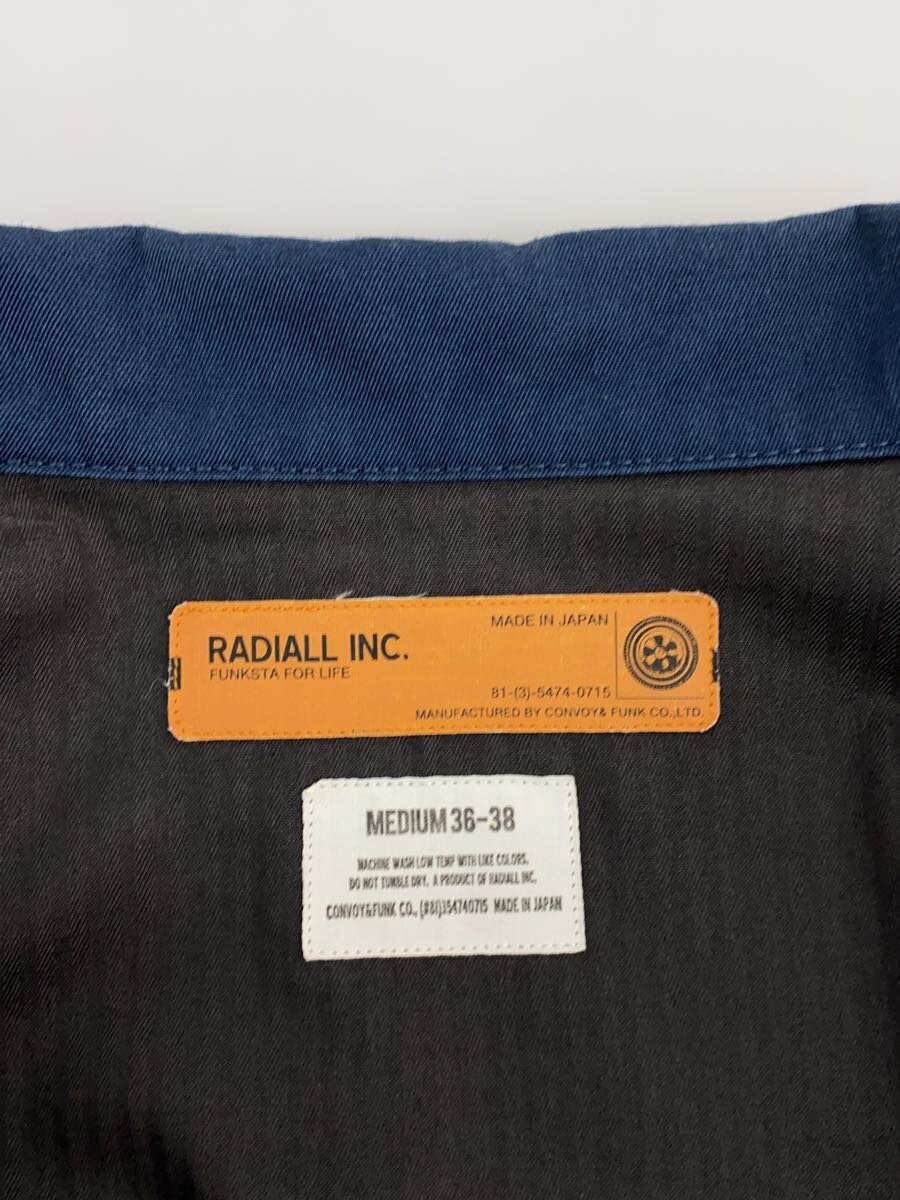 RADIALL INC.
FUNKSTA FOR LIFE
MADE IN JAPAN
81-(3)-5474-0715
MANUFACTURED BY CONVOY& FUNK CO.,LTD.
MEDIUM 36-38
MACHINE WASH LOW TEMP WITH LIKE COLORS.
DO NOT TUMBLE DRY. A PRODUCT OF RADIALL INC.
CONVOY&FUNK CO., (#81)354740715 MADE IN JAPAN